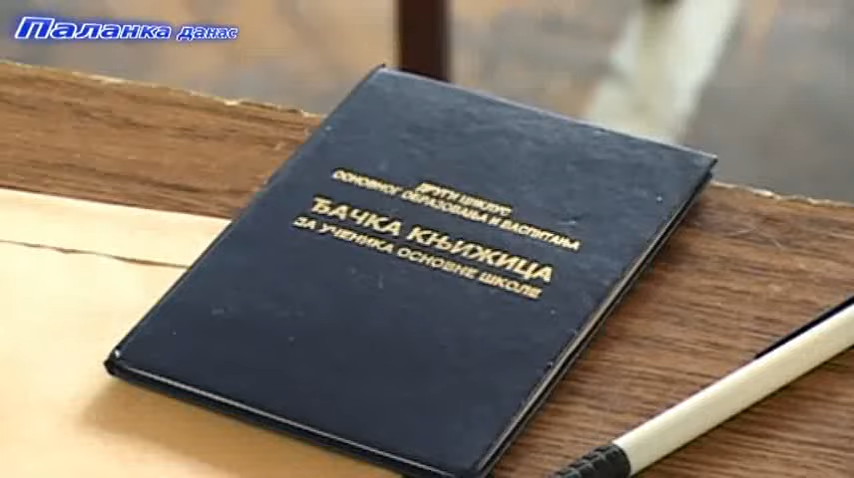 Паланка данас
ДРУГИ ЦИКЛУС
ОСНОВНОГ ОБРАЗОВАЊА И ВАСПИТАЊА
ЂАЧКА КЊИЖИЦА
ЗА УЧЕНИКА ОСНОВНЕ ШКОЛЕ